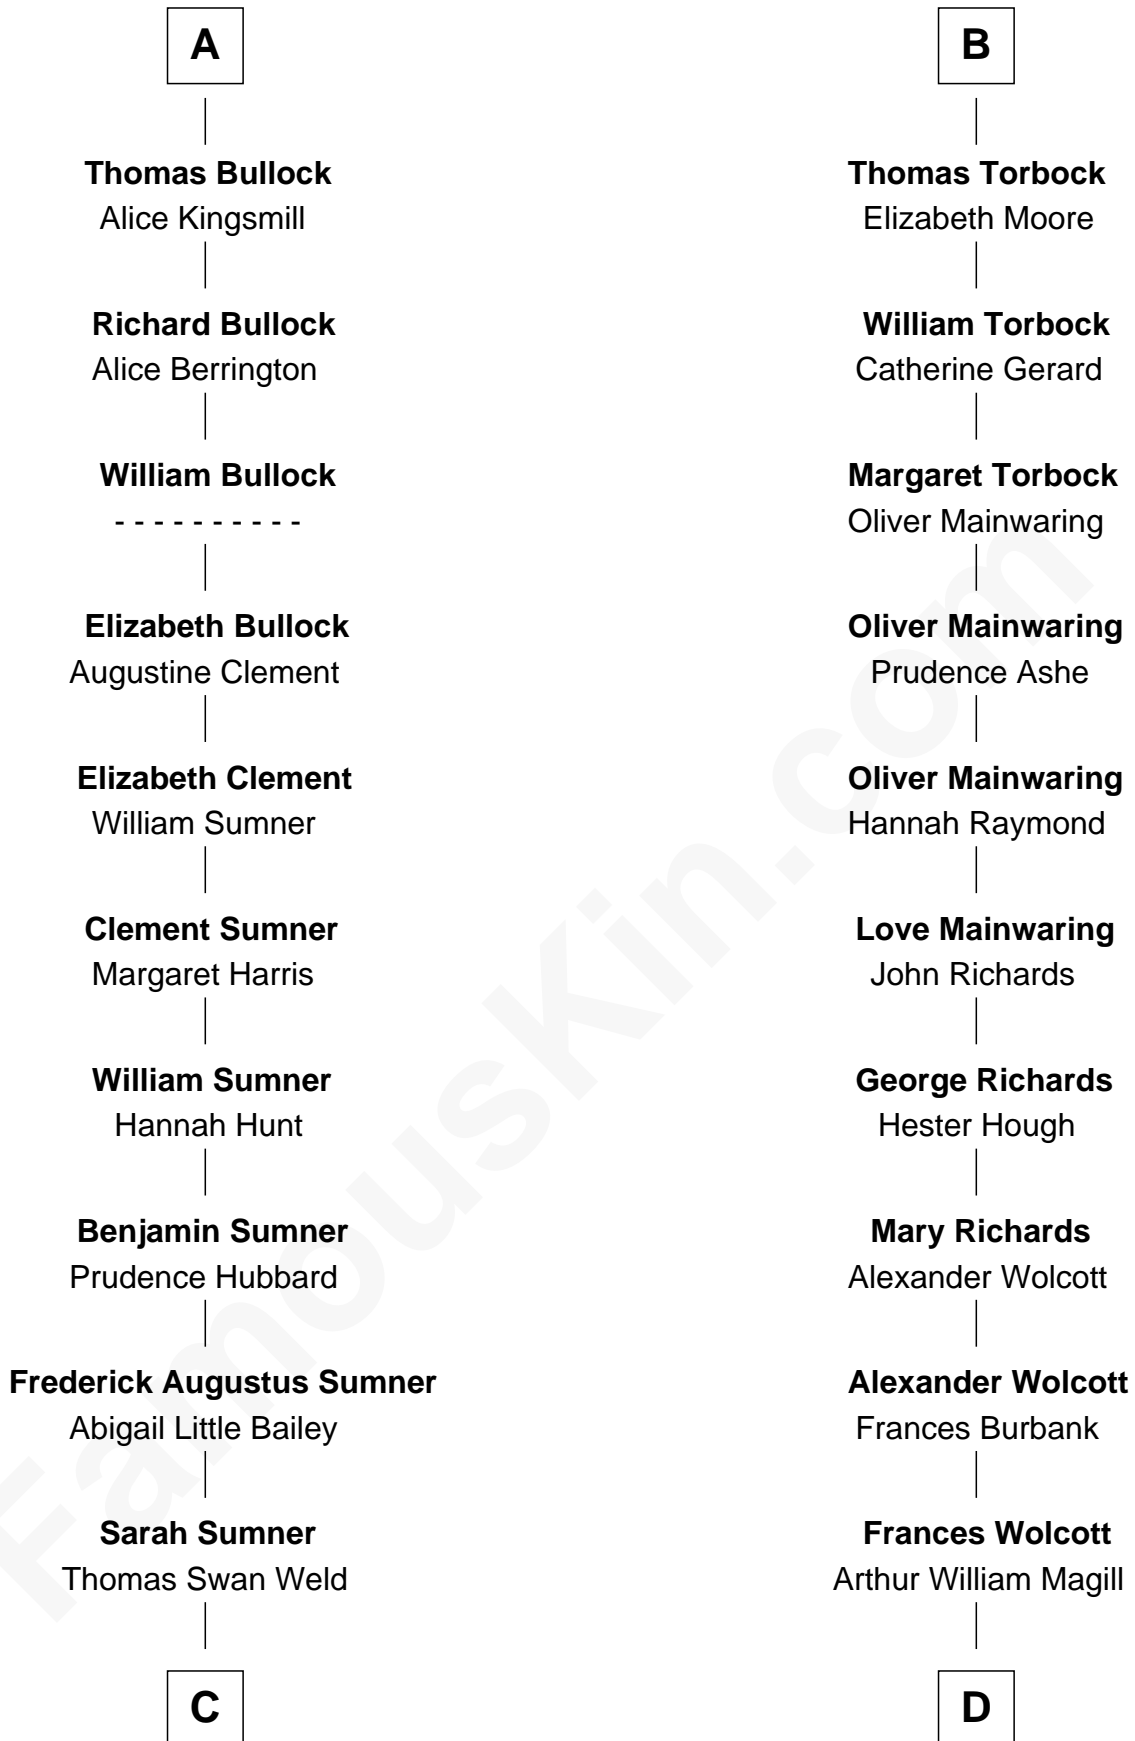 A
Thomas Bullock
Alice Kingsmill
Richard Bullock
Alice Berrington
William Bullock
- - - - - - - - - -
Elizabeth Bullock
Augustine Clement
Elizabeth Clement
William Sumner
Clement Sumner
Margaret Harris
William Sumner
Hannah Hunt
Benjamin Sumner
Prudence Hubbard
Frederick Augustus Sumner
Abigail Little Bailey
Sarah Sumner
Thomas Swan Weld
C
B
Thomas Torbock
Elizabeth Moore
William Torbock
Catherine Gerard
Margaret Torbock
Oliver Mainwaring
Oliver Mainwaring
Prudence Ashe
Oliver Mainwaring
Hannah Raymond
Love Mainwaring
John Richards
George Richards
Hester Hough
Mary Richards
Alexander Wolcott
Alexander Wolcott
Frances Burbank
Frances Wolcott
Arthur William Magill
D
FamousKin.com